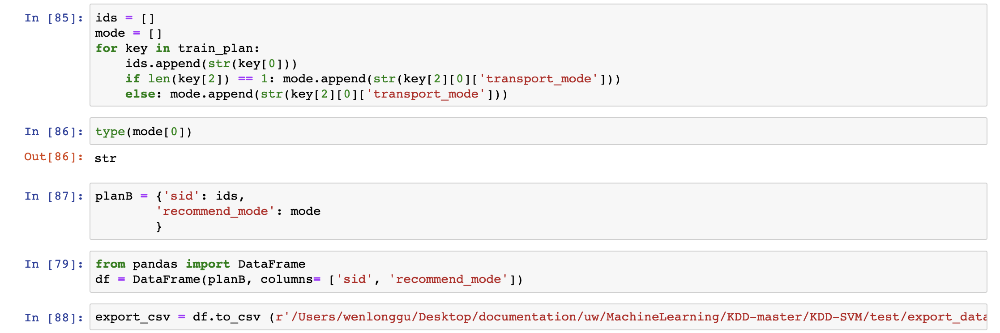 In [85]: ids = []
mode = []
for key in train_plan:
    ids.append(str(key[0]))
    if len(key[2]) == 1: mode.append(str(key[2][0]['transport_mode']))
    else: mode.append(str(key[2][0]['transport_mode']))
In [86]: type(mode[0])
Out[86]: str
In [87]: planB = {'sid': ids,
        'recommend_mode': mode
        }
In [79]: from pandas import DataFrame
df = DataFrame(planB, columns= ['sid', 'recommend_mode'])
In [88]: export_csv = df.to_csv (r'/Users/wenlonggu/Desktop/documentation/uw/MachineLearning/KDD-master/KDD-SVM/test/export_data